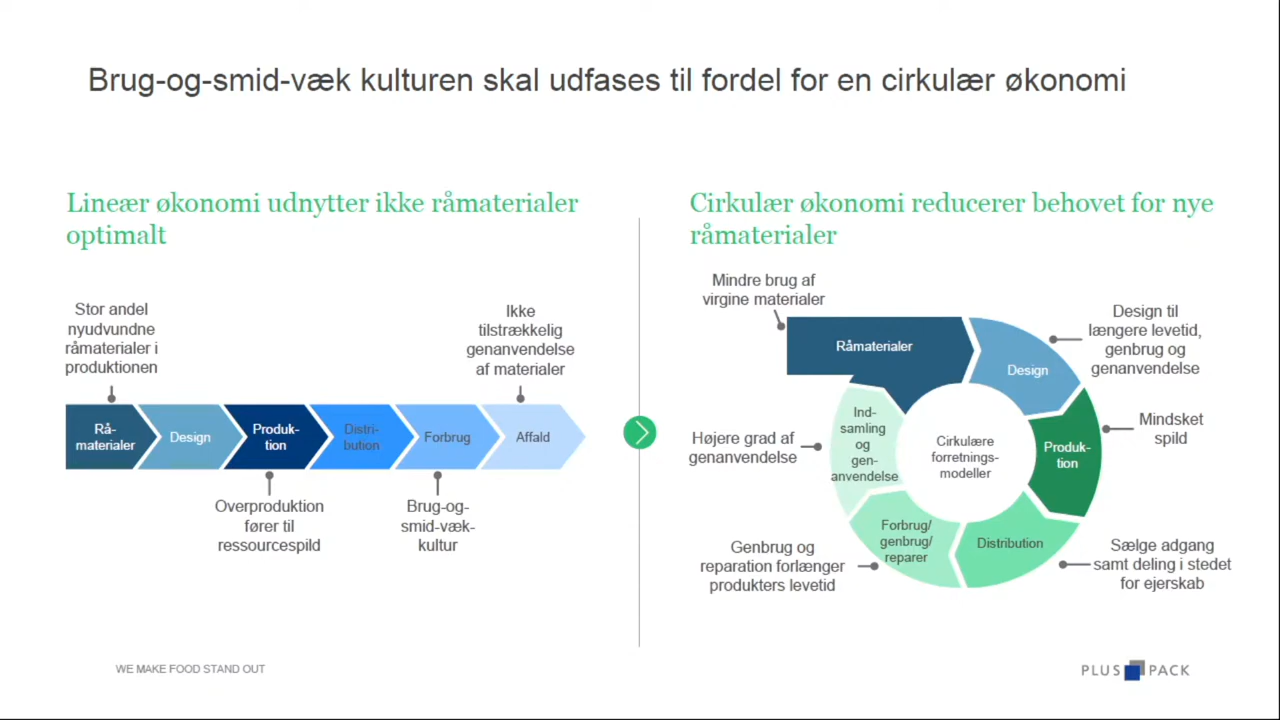 Brug-og-smid-væk kulturen skal udfases til fordel for en cirkulær økonomi
Lineær økonomi udnytter ikke råmaterialer
optimalt
Stor andel
nyudvundne
råmaterialer i
produktionen
Ikke
tilstrækkelig
genanvendelse
af materialer
Rå-
materialer
Design
Produk-
tion
Distri-
bution
Forbrug
Affald
Overproduktion
fører til
ressourcespild
Brug-og-
smid-væk-
kultur
Cirkulær økonomi reducerer behovet for nye
råmaterialer
Mindre brug af
virgine materialer
Råmaterialer
Design
Design til
længere levetid,
genbrug og
genanvendelse
Produk-
tion
Mindsket
spild
Distribution
Sælge adgang
samt deling i stedet
for ejerskab
Forbrug/
genbrug/
reparer
Genbrug og
reparation forlænger
produkters levetid
Ind-
samling
og
gen-
anvendelse
Højere grad af
genanvendelse
Cirkulære
forretnings-
modeller
WE MAKE FOOD STAND OUT
PLUS PACK